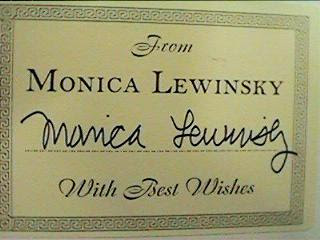 From
MONICA LEWINSKY
Monica Lewinsky
With Best Wishes